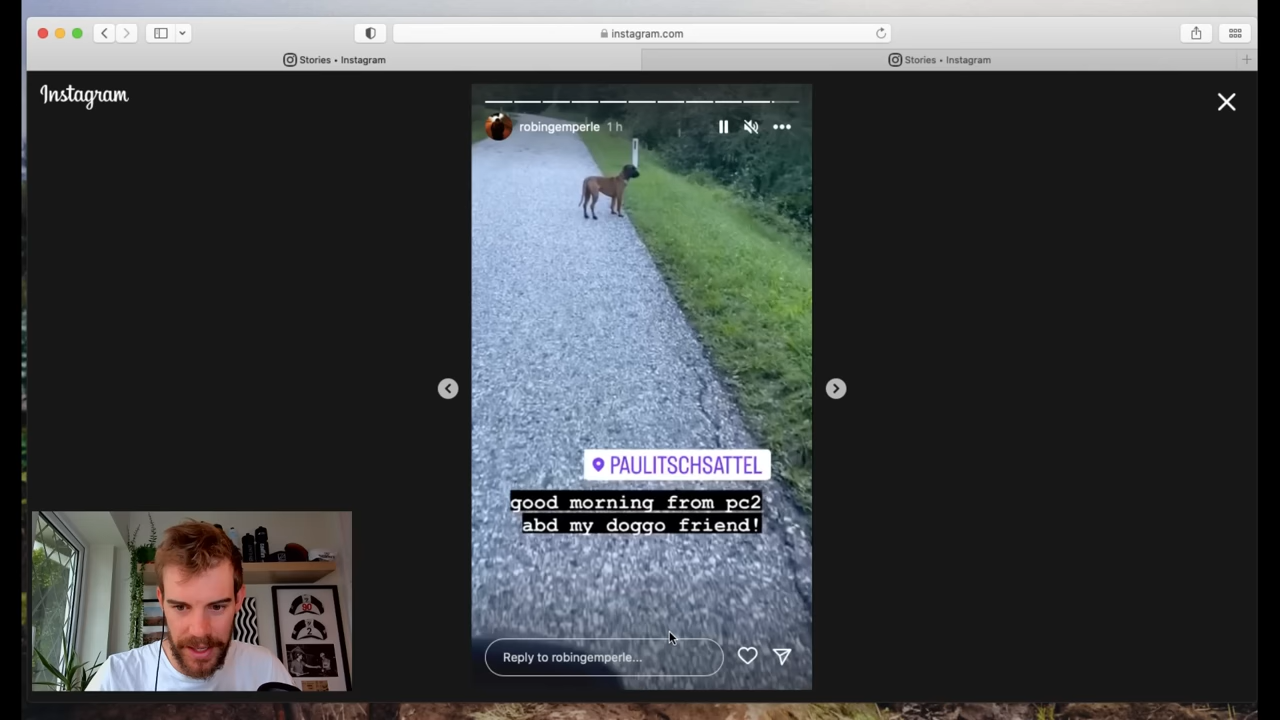 instagram.com
Stories • Instagram
Stories • Instagram
Instagram
robingemperle 1 h
PAULITSCHSATTEL
good morning from pc2
abd my doggo friend!
Reply to robingemperle...